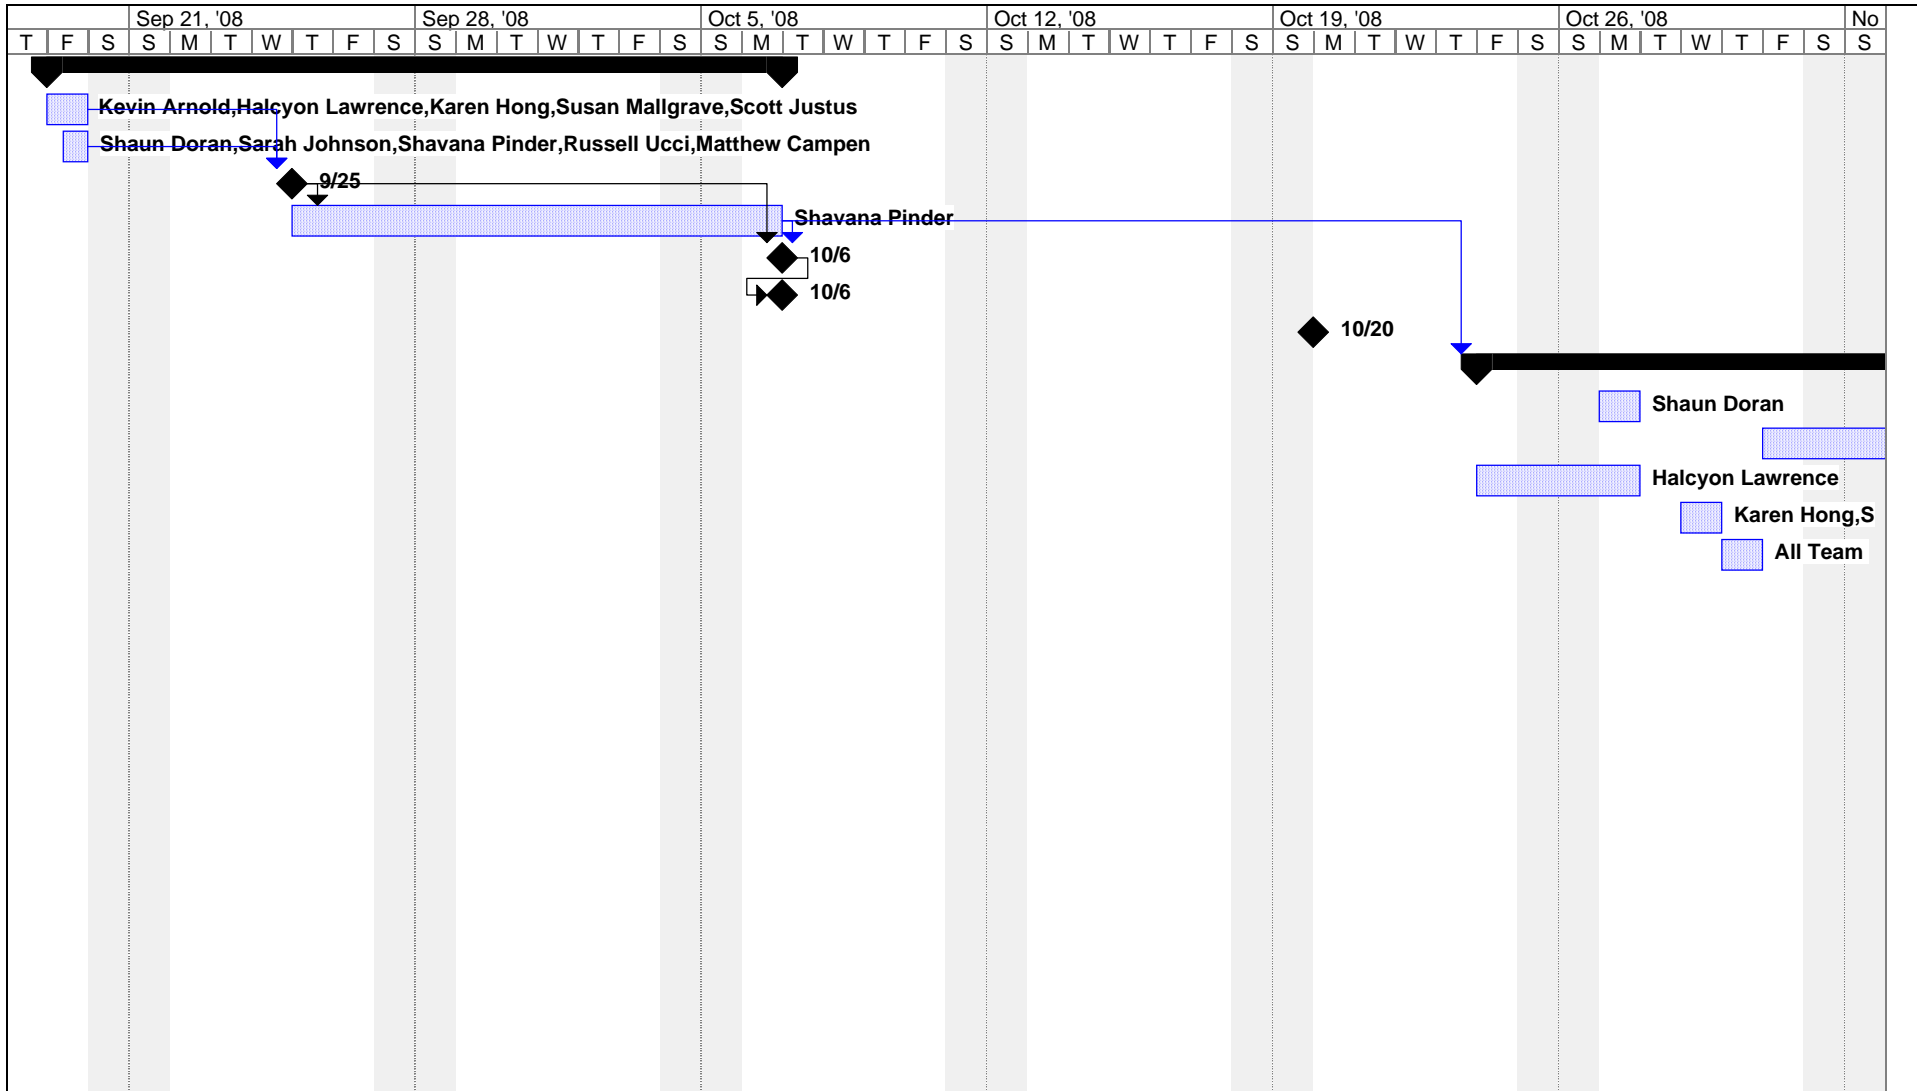 Sep 21, '08 Sep 28, '08 Oct 5, '08 Oct 12, '08 Oct 19, '08 Oct 26, '08 No
T F S S M T W T F S S M T W T F S S M T W T F S S M T W T F S S M T W T F S S M T W T F S S
Kevin Arnold,Halcyon Lawrence,Karen Hong,Susan Mallgrave,Scott Justus
Shaun Doran,Sarah Johnson,Shavana Pinder,Russell Ucci,Matthew Campen
9/25
Shavana Pinder
10/6
10/6
10/20
Shaun Doran
Halcyon Lawrence
Karen Hong,S
All Team